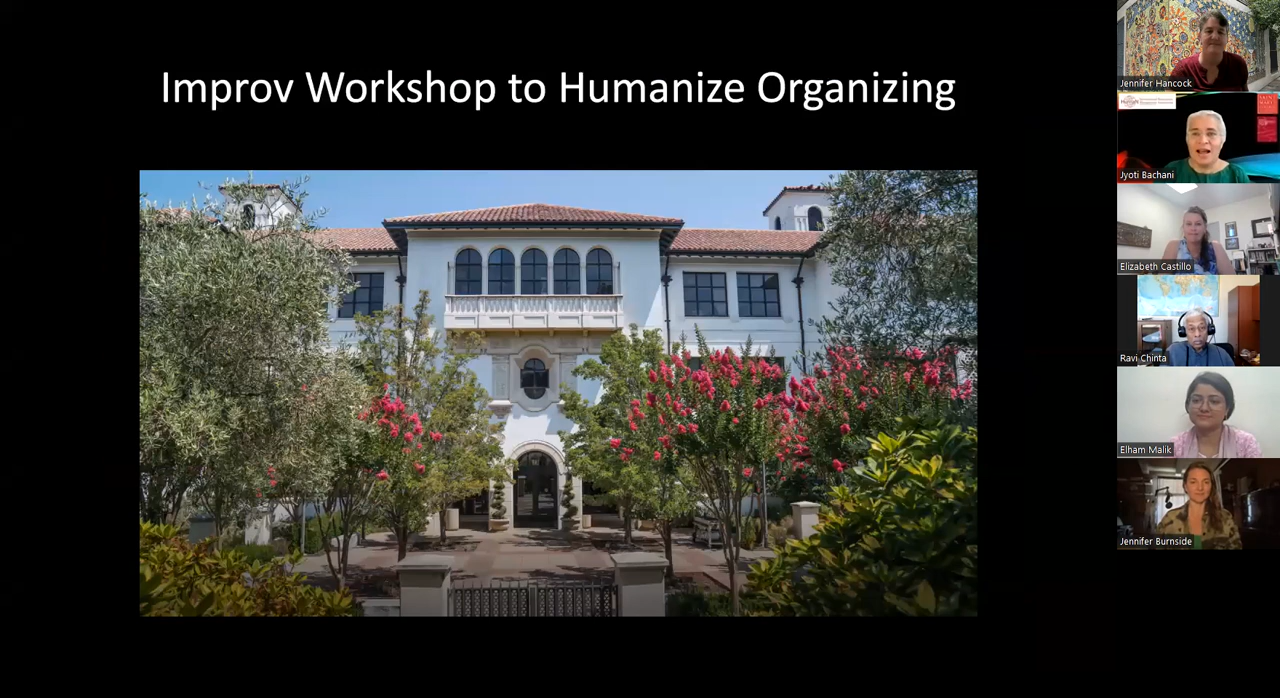 Improv Workshop to Humanize Organizing
Jennifer Hancock
Jyoti Bachani
Elizabeth Castillo
Ravi Chinta
Elham Malik
Jennifer Burnside